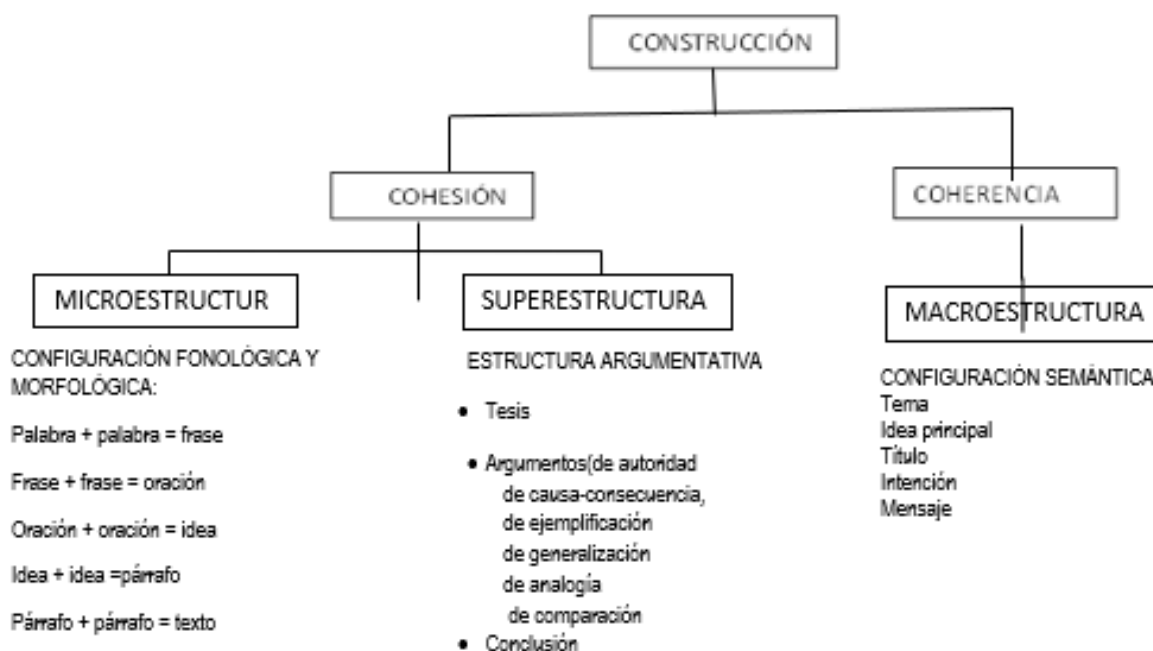 CONSTRUCCIÓN
COHESIÓN
COHERENCIA
MICROESTRUCTUR
SUPERESTRUCTURA
MACROESTRUCTURA
CONFIGURACIÓN FONOLÓGICA Y
MORFOLÓGICA:
Palabra + palabra = frase
Frase + frase = oración
Oración + oración = idea
Idea + idea =párrafo
Párrafo + párrafo = texto
ESTRUCTURA ARGUMENTATIVA
• Tesis
• Argumentos(de autoridad
de causa-consecuencia,
de ejemplificación
de generalización
de analogía
de comparación
• Conclusión
CONFIGURACIÓN SEMÁNTICA
Tema
Idea principal
Título
Intención
Mensaje